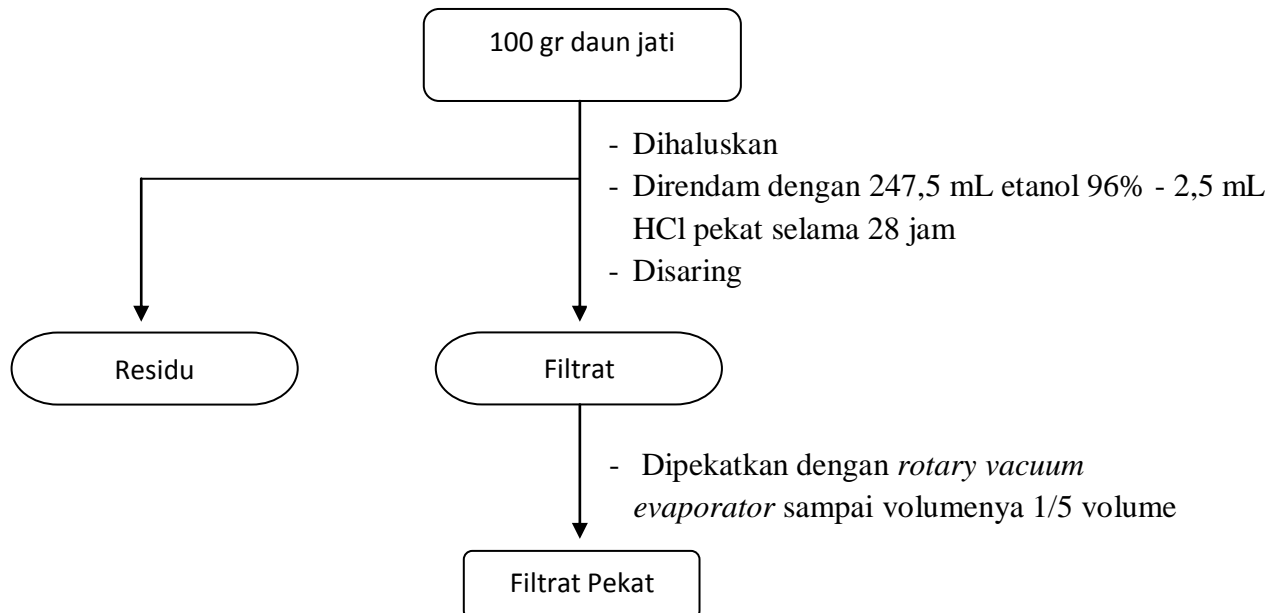 100 gr daun jati
- Dihaluskan
- Direndam dengan 247,5 mL etanol 96% - 2,5 mL
HCl pekat selama 28 jam
- Disaring
Residu
Filtrat
- Dipekatkan dengan rotary vacuum
evaporator sampai volumenya 1/5 volume
Filtrat Pekat